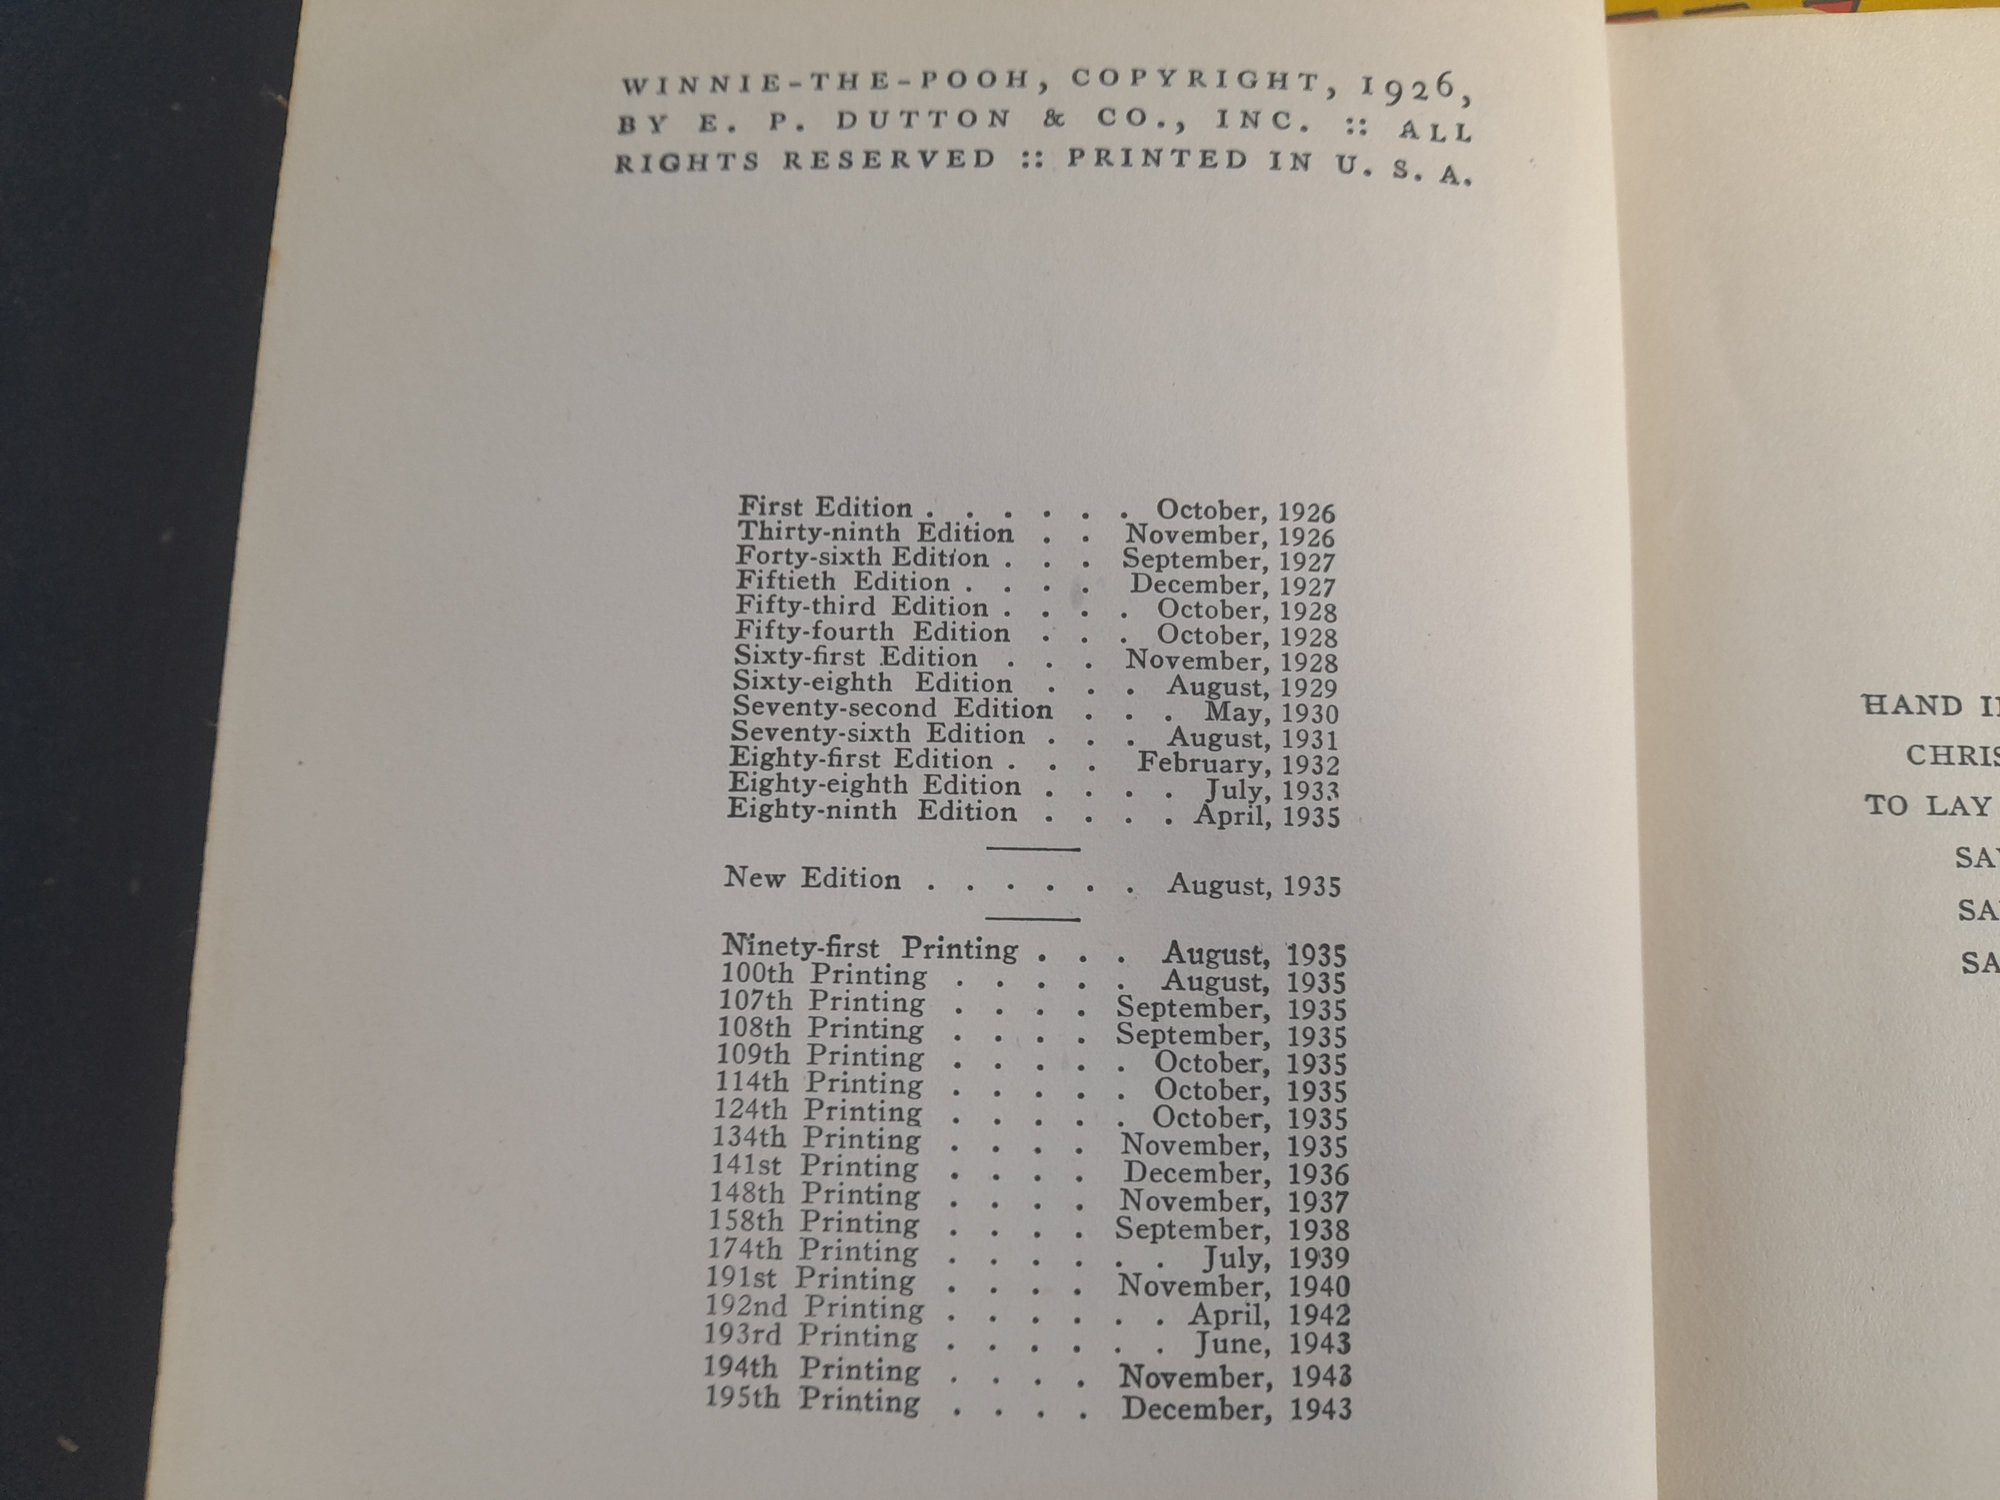 WINNIE-THE-POOH, COPYRIGHT, 1926,
BY E. P. DUTTON & CO., INC. :: ALL
RIGHTS RESERVED :: PRINTED IN U. S. A.
First Edition . . . . . . October, 1926
Thirty-ninth Edition . . November, 1926
Forty-sixth Edition . . . September, 1927
Fiftieth Edition . . . . December, 1927
Fifty-third Edition . . . . October, 1928
Fifty-fourth Edition . . . October, 1928
Sixty-first Edition . . . November, 1928
Sixty-eighth Edition . . . August, 1929
Seventy-second Edition . . . May, 1930
Seventy-sixth Edition . . . August, 1931
Eighty-first Edition . . . February, 1932
Eighty-eighth Edition . . . . July, 1933
Eighty-ninth Edition . . . . April, 1935
New Edition . . . . . . August, 1935
Ninety-first Printing . . . August, 1935
100th Printing . . . . . August, 1935
107th Printing . . . . September, 1935
108th Printing . . . . September, 1935
109th Printing . . . . . October, 1935
114th Printing . . . . . October, 1935
124th Printing . . . . . October, 1935
134th Printing . . . . November, 1935
141st Printing . . . . December, 1936
148th Printing . . . . November, 1937
158th Printing . . . . September, 1938
174th Printing . . . . . . July, 1939
191st Printing . . . . November, 1940
192nd Printing . . . . . . April, 1942
193rd Printing . . . . . . June, 1943
194th Printing . . . . November, 1943
195th Printing . . . . December, 1943
HAND
CHRIS
TO LAY
SA
SA